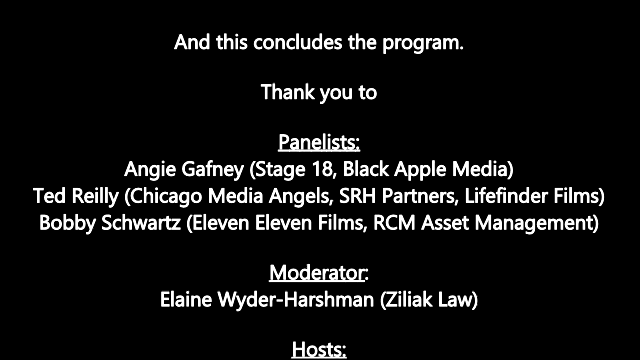 And this concludes the program.
Thank you to
Panelists:
Angie Gafney (Stage 18, Black Apple Media)
Ted Reilly (Chicago Media Angels, SRH Partners, Lifefinder Films)
Bobby Schwartz (Eleven Eleven Films, RCM Asset Management)
Moderator:
Elaine Wyder-Harshman (Ziliak Law)
Hosts: